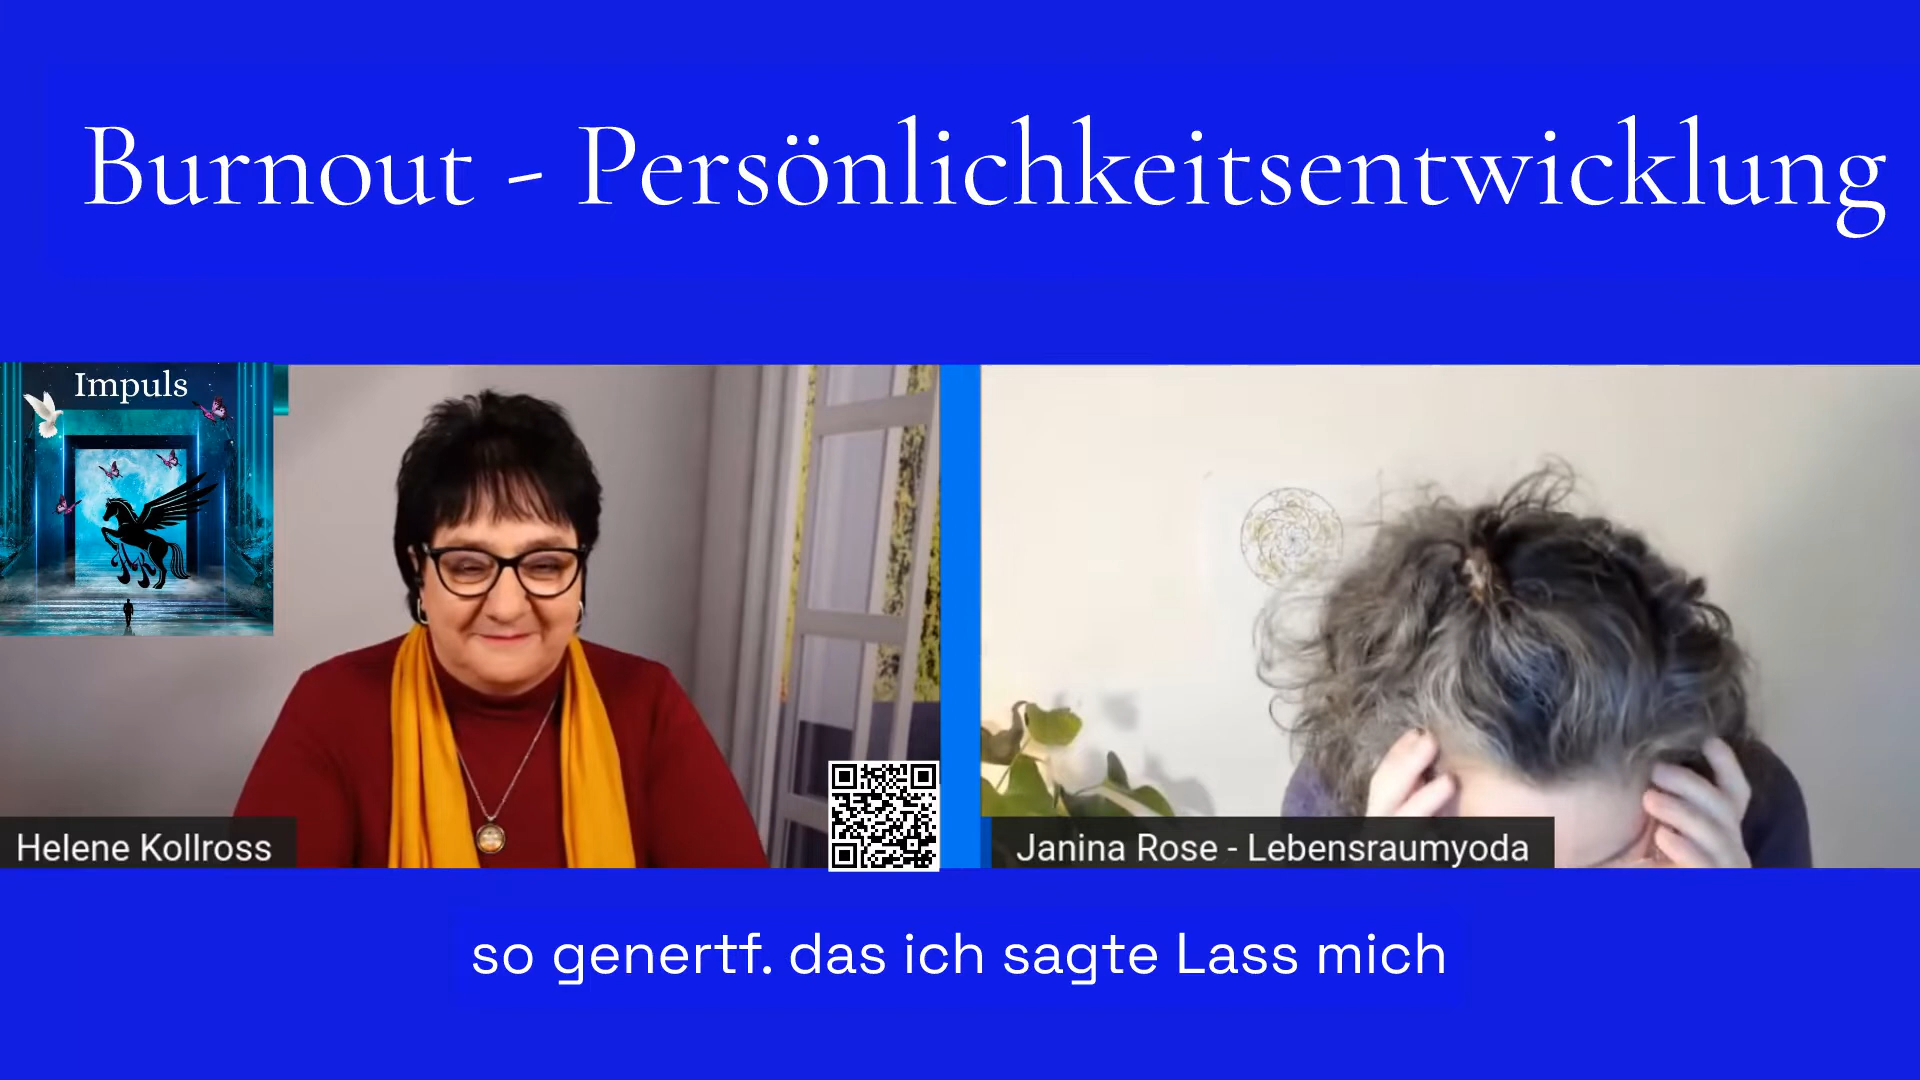 Burnout - Persönlichkeitsentwicklung
Impuls
Helene Kollross
Janina Rose - Lebensraumyoda
so genertf. das ich sagte Lass mich